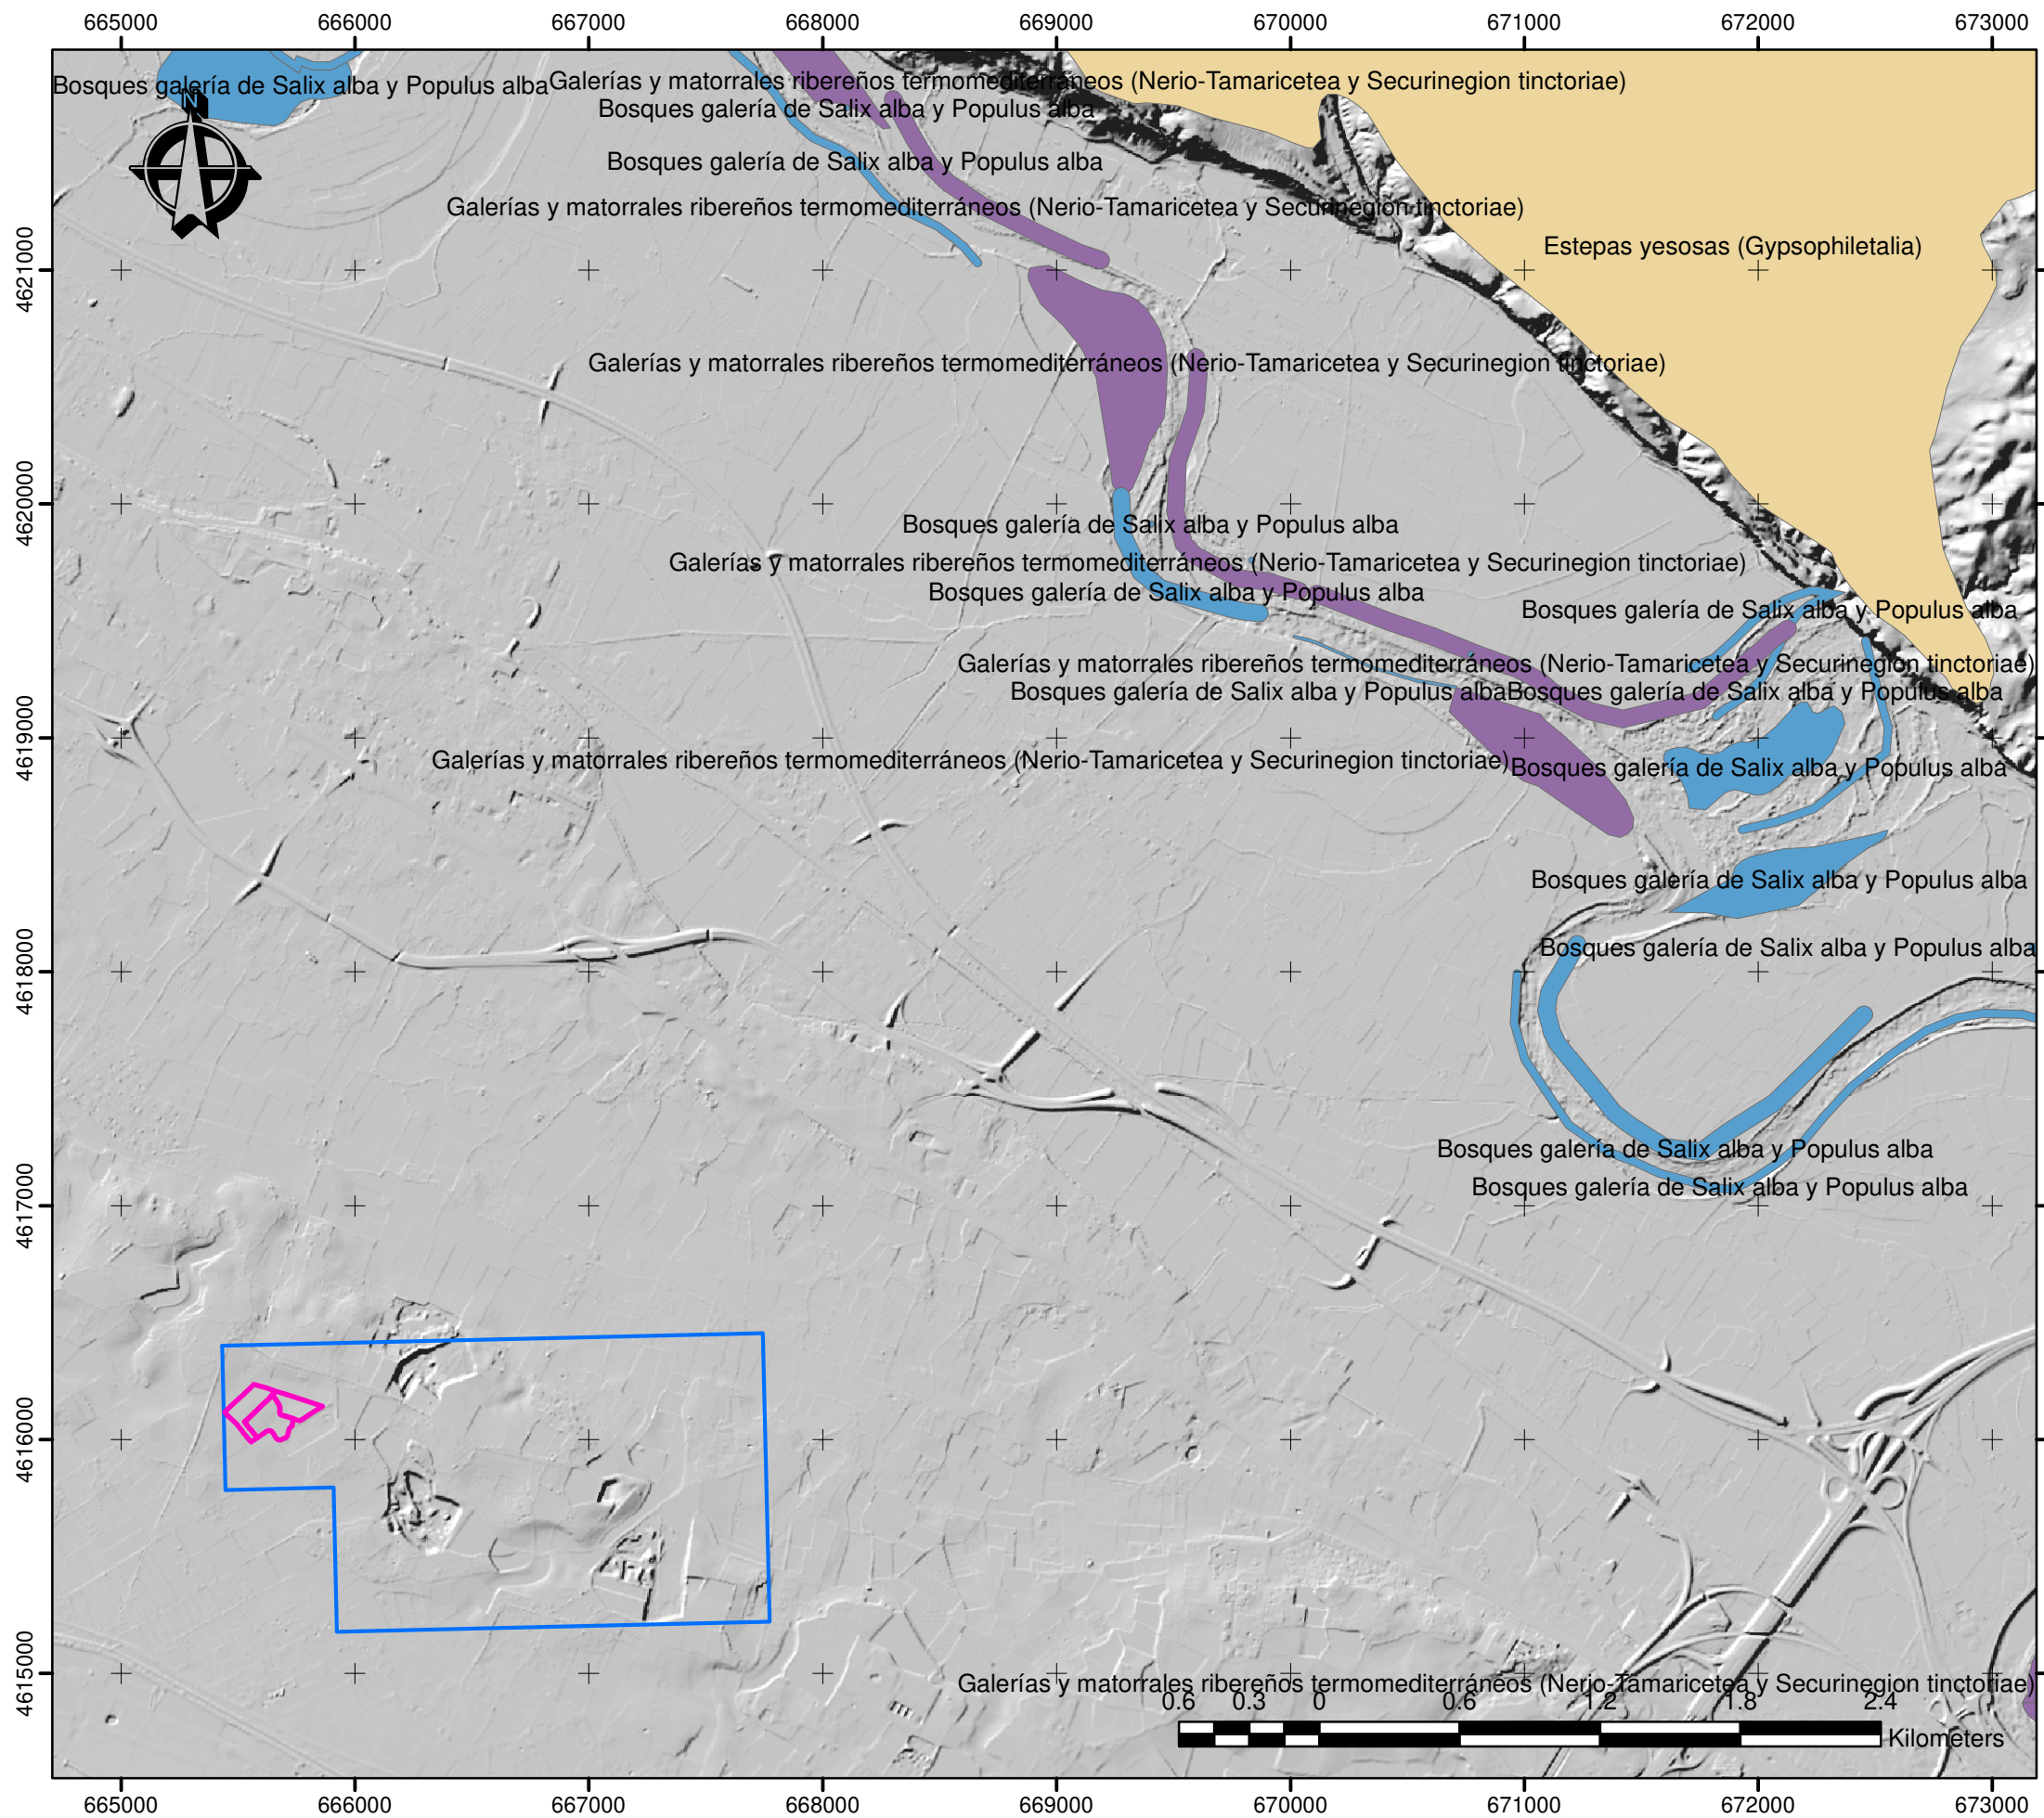 665000 666000 667000 668000 669000 670000 671000 672000 673000
Galerías y matorrales ribereños termomediterráneos (Nerio-Tamaricetea y Securinegion tinctoriae)
Bosques galería de Salix alba y Populus alba
N
Bosques galería de Salix alba y Populus alba
Bosques galería de Salix alba y Populus alba
Galerías y matorrales ribereños termomediterráneos (Nerio-Tamaricetea y Securinegion tinctoriae)
Estepas yesosas (Gypsophiletalia)
4621000
Galerías y matorrales ribereños termomediterráneos (Nerio-Tamaricetea y Securinegion tinctoriae)
4620000
Bosques galería de Salix alba y Populus alba
Galerías y matorrales ribereños termomediterráneos (Nerio-Tamaricetea y Securinegion tinctoriae)
Bosques galería de Salix alba y Populus alba
Bosques galería de Salix alba y Populus alba
Galerías y matorrales ribereños termomediterráneos (Nerio-Tamaricetea y Securinegion tinctoriae)
Bosques galería de Salix alba y Populus alba
Bosques galería de Salix alba y Populus alba
4619000
Galerías y matorrales ribereños termomediterráneos (Nerio-Tamaricetea y Securinegion tinctoriae)
Bosques galería de Salix alba y Populus alba
Bosques galería de Salix alba y Populus alba
Bosques galería de Salix alba y Populus alba
4618000
Bosques galería de Salix alba y Populus alba
Bosques galería de Salix alba y Populus alba
4617000
4616000
4615000
Galerías y matorrales ribereños termomediterráneos (Nerio-Tamaricetea y Securinegion tinctoriae)
0.6 0.3 0 0.6 1.2 1.8 2.4
Kilometers
665000 666000 667000 668000 669000 670000 671000 672000 673000